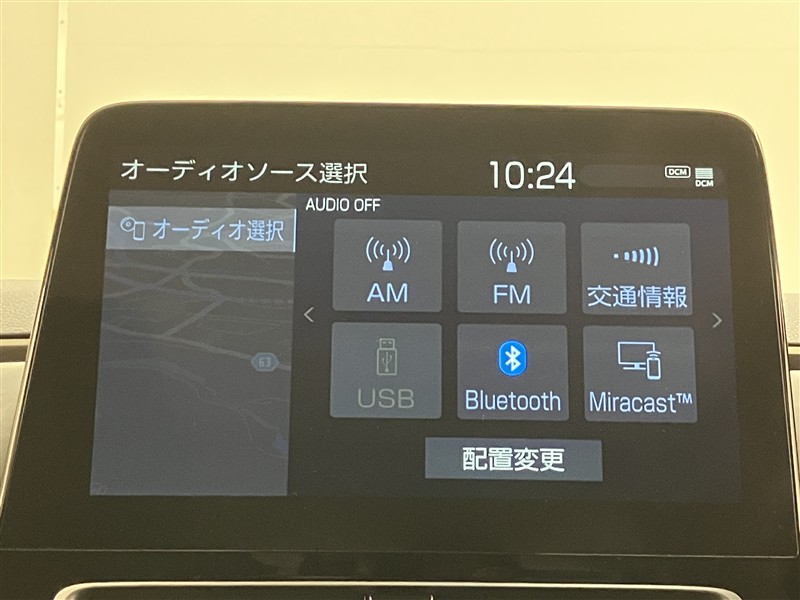 オーディオソース選択
10:24
DCM
DCM
AUDIO OFF
オーディオ選択
AM
FM
交通情報
63
USB
Bluetooth
Miracast™
配置変更